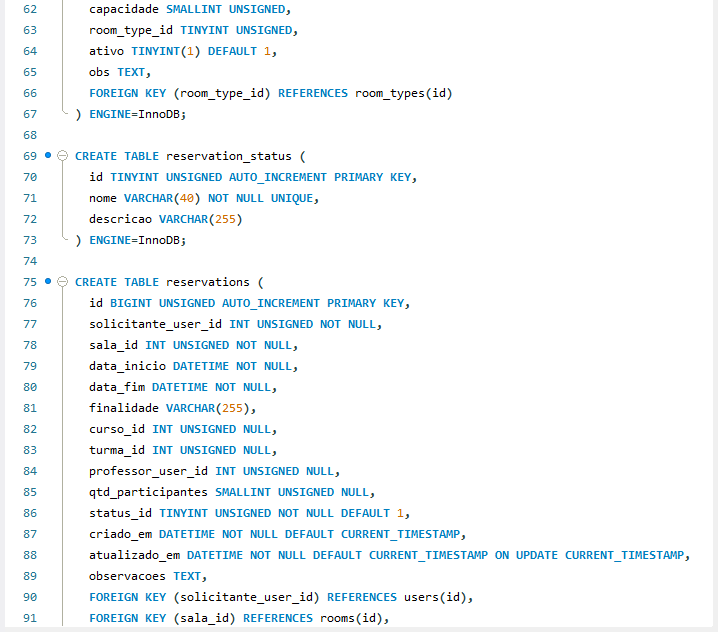 62 capacidade SMALLINT UNSIGNED,
63 room_type_id TINYINT UNSIGNED,
64 ativo TINYINT(1) DEFAULT 1,
65 obs TEXT,
66 FOREIGN KEY (room_type_id) REFERENCES room_types(id)
67 ) ENGINE=InnoDB;
68
69 CREATE TABLE reservation_status (
70 id TINYINT UNSIGNED AUTO_INCREMENT PRIMARY KEY,
71 nome VARCHAR(40) NOT NULL UNIQUE,
72 descricao VARCHAR(255)
73 ) ENGINE=InnoDB;
74
75 CREATE TABLE reservations (
76 id BIGINT UNSIGNED AUTO_INCREMENT PRIMARY KEY,
77 solicitante_user_id INT UNSIGNED NOT NULL,
78 sala_id INT UNSIGNED NOT NULL,
79 data_inicio DATETIME NOT NULL,
80 data_fim DATETIME NOT NULL,
81 finalidade VARCHAR(255),
82 curso_id INT UNSIGNED NULL,
83 turma_id INT UNSIGNED NULL,
84 professor_user_id INT UNSIGNED NULL,
85 qtd_participantes SMALLINT UNSIGNED NULL,
86 status_id TINYINT UNSIGNED NOT NULL DEFAULT 1,
87 criado_em DATETIME NOT NULL DEFAULT CURRENT_TIMESTAMP,
88 atualizado_em DATETIME NOT NULL DEFAULT CURRENT_TIMESTAMP ON UPDATE CURRENT_TIMESTAMP,
89 observacoes TEXT,
90 FOREIGN KEY (solicitante_user_id) REFERENCES users(id),
91 FOREIGN KEY (sala_id) REFERENCES rooms(id),